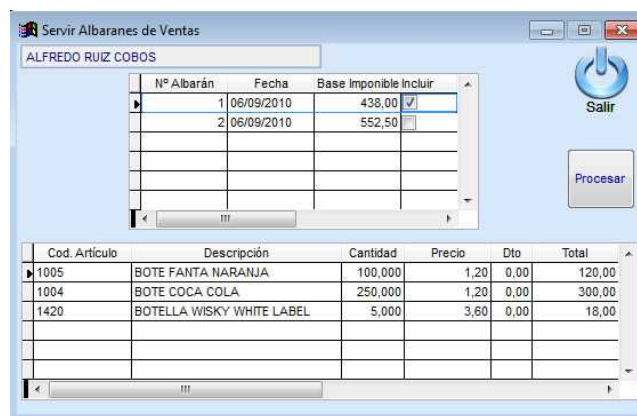 Servir Albaranes de Ventas
ALFREDO RUIZ COBOS
Nº Albarán Fecha Base Imponible Incluir
1 06/09/2010 438,00
2 06/09/2010 552,50
Salir
Procesar
Cod. Artículo Descripción Cantidad Precio Dto Total
1005 BOTE FANTA NARANJA 100,000 1,20 0,00 120,00
1004 BOTE COCA COLA 250,000 1,20 0,00 300,00
1420 BOTELLA WISKY WHITE LABEL 5,000 3,60 0,00 18,00